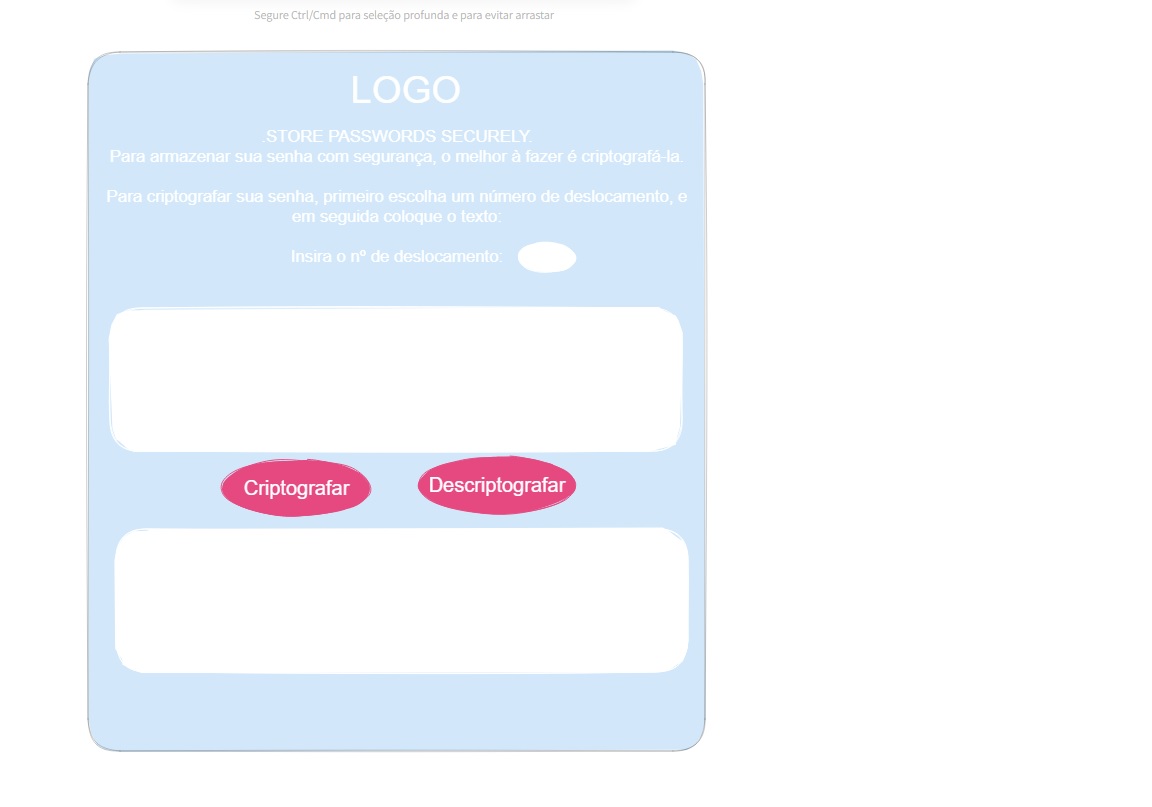 Segure Ctrl/Cmd para seleção profunda e para evitar arrastar
LOGO
.STORE PASSWORDS SECURELY.
Para armazenar sua senha com segurança, o melhor à fazer é criptografá-la.
Para criptografar sua senha, primeiro escolha um número de deslocamento, e
em seguida coloque o texto:
Insira o nº de deslocamento:
Criptografar
Descriptografar